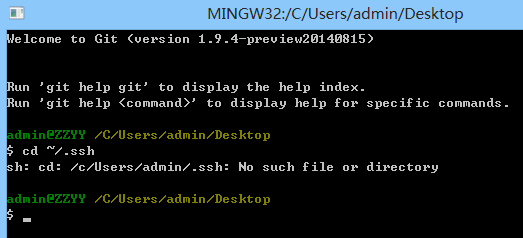 MINGW32:/C/Users/admin/Desktop
Welcome to Git (version 1.9.4-preview20140815)
Run 'git help git' to display the help index.
Run 'git help <command>' to display help for specific commands.
admin@ZZYY /C/Users/admin/Desktop
$ cd ~/.ssh
sh: cd: /c/Users/admin/.ssh: No such file or directory
admin@ZZYY /C/Users/admin/Desktop
$ _